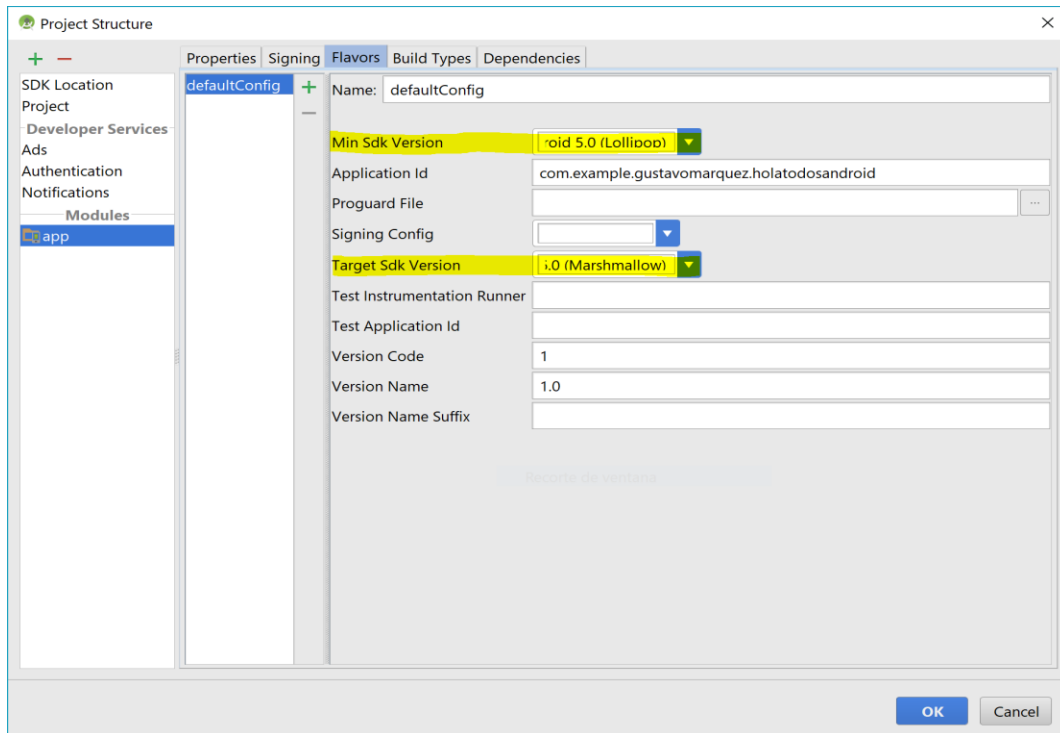 Project Structure
Properties Signing Flavors Build Types Dependencies
SDK Location
Project
Developer Services
Ads
Authentication
Notifications
Modules
app
defaultConfig
Name: defaultConfig
Min Sdk Version roid 5.0 (Lollipop)
Application Id com.example.gustavomarquez.holatodosandroid
Proguard File ...
Signing Config
Target Sdk Version .0 (Marshmallow)
Test Instrumentation Runner
Test Application Id
Version Code 1
Version Name 1.0
Version Name Suffix
Recorte de ventana
OK Cancel